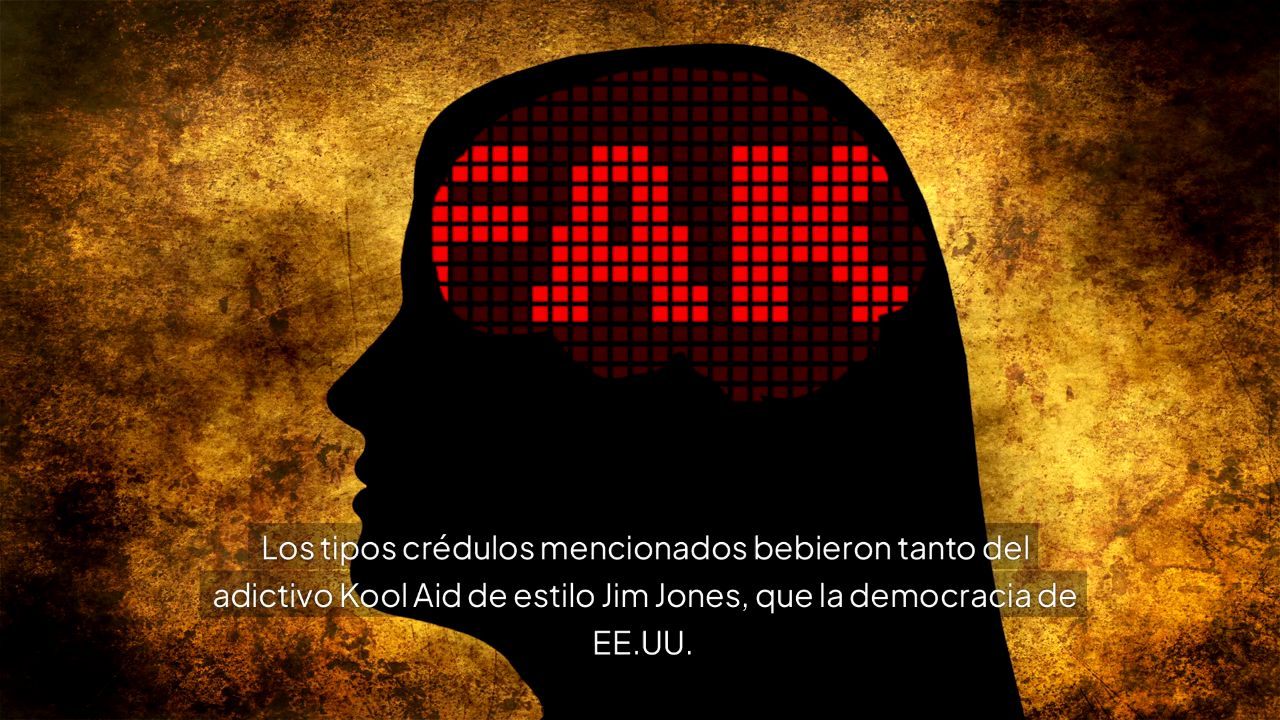 FAK
Los tipos crédulos mencionados bebieron tanto del
adictivo Kool Aid de estilo Jim Jones, que la democracia de
EE.UU.